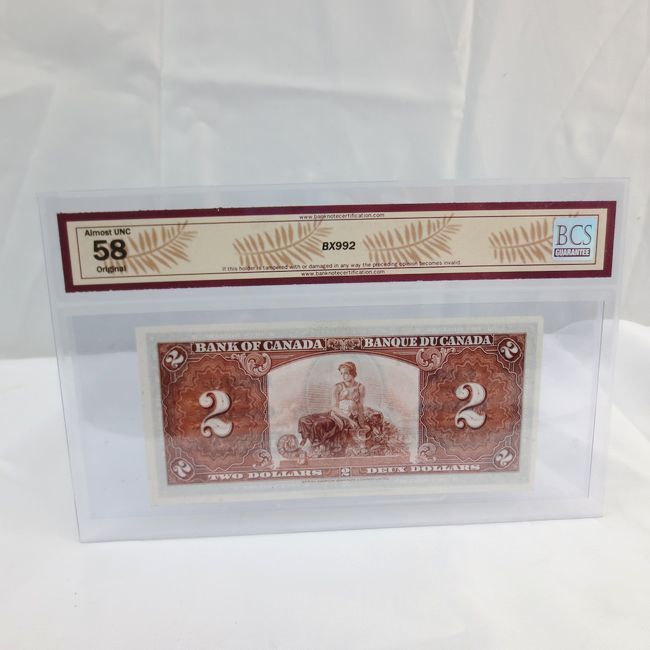 www.banknotecertification.com
Almost UNC
58
Original
BX992
BCS
GUARANTEE
If this holder is tampered with or damaged in any way the preceding opinion becomes invalid.
www.banknotecertification.com
BANK OF CANADA BANQUE DU CANADA
2 2
2 2
2 2
TWO DOLLARS 2 DEUX DOLLARS